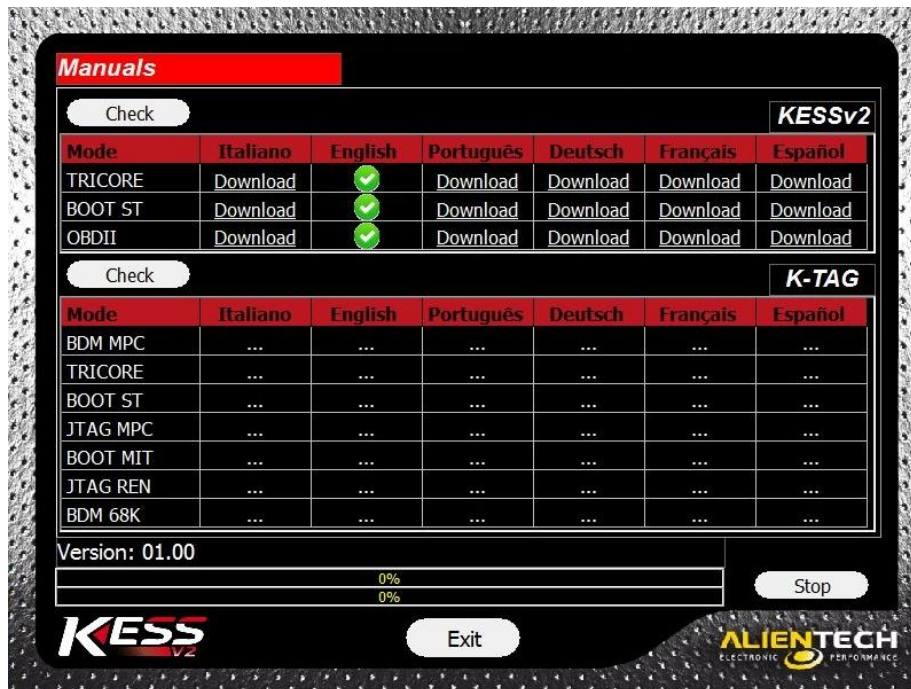 Manuals
Check
KESSv2
Mode Italiano English Português Deutsch Français Español
TRICORE Download Download Download Download Download
BOOT ST Download Download Download Download Download
OBDII Download Download Download Download Download
Check
K-TAG
Mode Italiano English Português Deutsch Français Español
BDM MPC ... ... ... ... ... ...
TRICORE ... ... ... ... ... ...
BOOT ST ... ... ... ... ... ...
JTAG MPC ... ... ... ... ... ...
BOOT MIT ... ... ... ... ... ...
JTAG REN ... ... ... ... ... ...
BDM 68K ... ... ... ... ... ...
Version: 01.00
0%
0%
Stop
KESS V2
Exit
ALIENTECH
ELECTRONIC PERFORMANCE